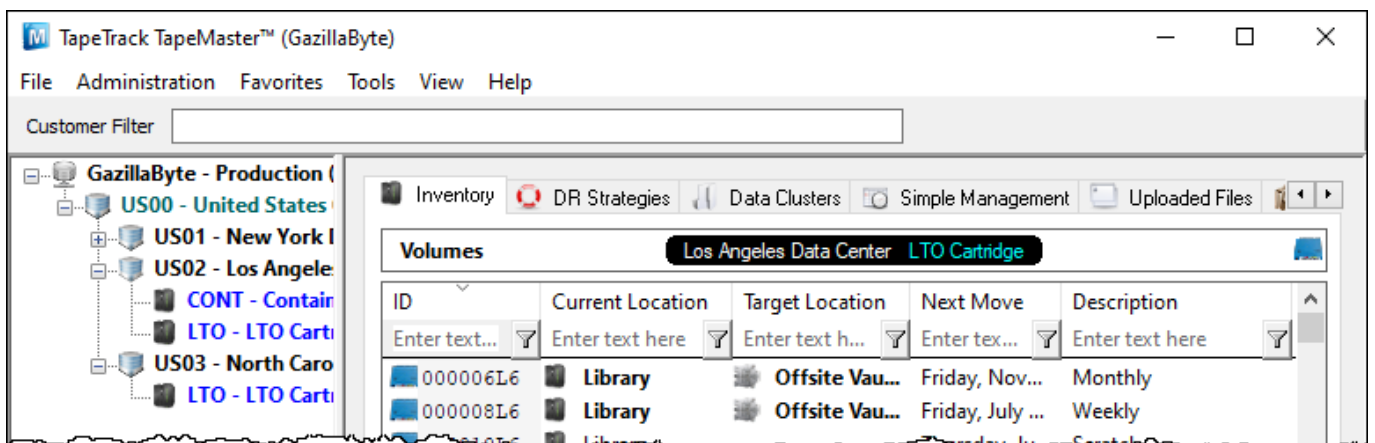 TapeTrack TapeMaster™ (GazillaByte)
File Administration Favorites Tools View Help
Customer Filter
GazillaByte - Production (
US00 - United States
US01 - New York
US02 - Los Angele
CONT - Contain
LTO - LTO Cart
US03 - North Caro
LTO - LTO Cart
Inventory DR Strategies Data Clusters Simple Management Uploaded Files
Volumes Los Angeles Data Center LTO Cartridge
ID Current Location Target Location Next Move Description
Enter text... Enter text here Enter text h... Enter tex... Enter text here
000006L6 Library Offsite Vau... Friday, Nov... Monthly
000008L6 Library Offsite Vau... Friday, July ... Weekly